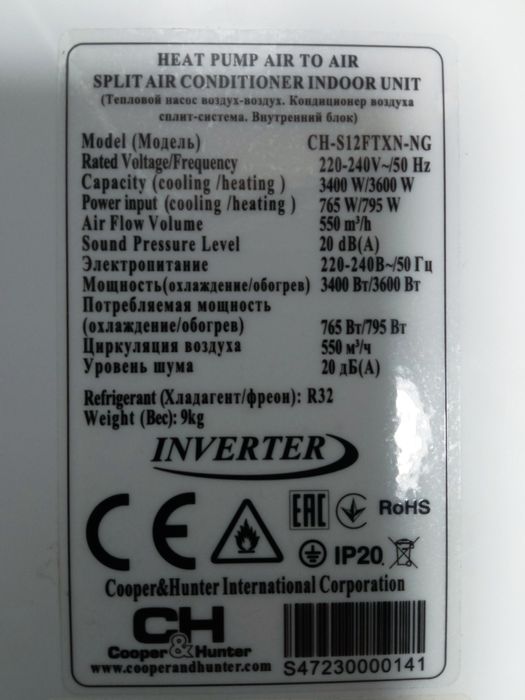 HEAT PUMP AIR TO AIR
SPLIT AIR CONDITIONER INDOOR UNIT
(Тепловой насос воздух-воздух. Кондиционер воздуха
сплит-система. Внутренний блок)
Model (Модель) CH-S12FTXN-NG
Rated Voltage/Frequency 220-240V~/50 Hz
Capacity (cooling /heating ) 3400 W/3600 W
Power input (cooling /heating ) 765 W/795 W
Air Flow Volume 550 m³/h
Sound Pressure Level 20 dB(A)
Электропитание 220-240В~/50 Гц
Мощность(охлаждение/обогрев) 3400 Вт/3600 Вт
Потребляемая мощность
(охлаждение/обогрев) 765 Вт/795 Вт
Циркуляция воздуха 550 м³/ч
Уровень шума 20 дБ(А)
Refrigerant (Хладагент/фреон): R32
Weight (Вес): 9kg
INVERTER
CE EAC RoHS
IP20
Cooper&Hunter International Corporation
CH
Cooper&Hunter
www.cooperandhunter.com S47230000141